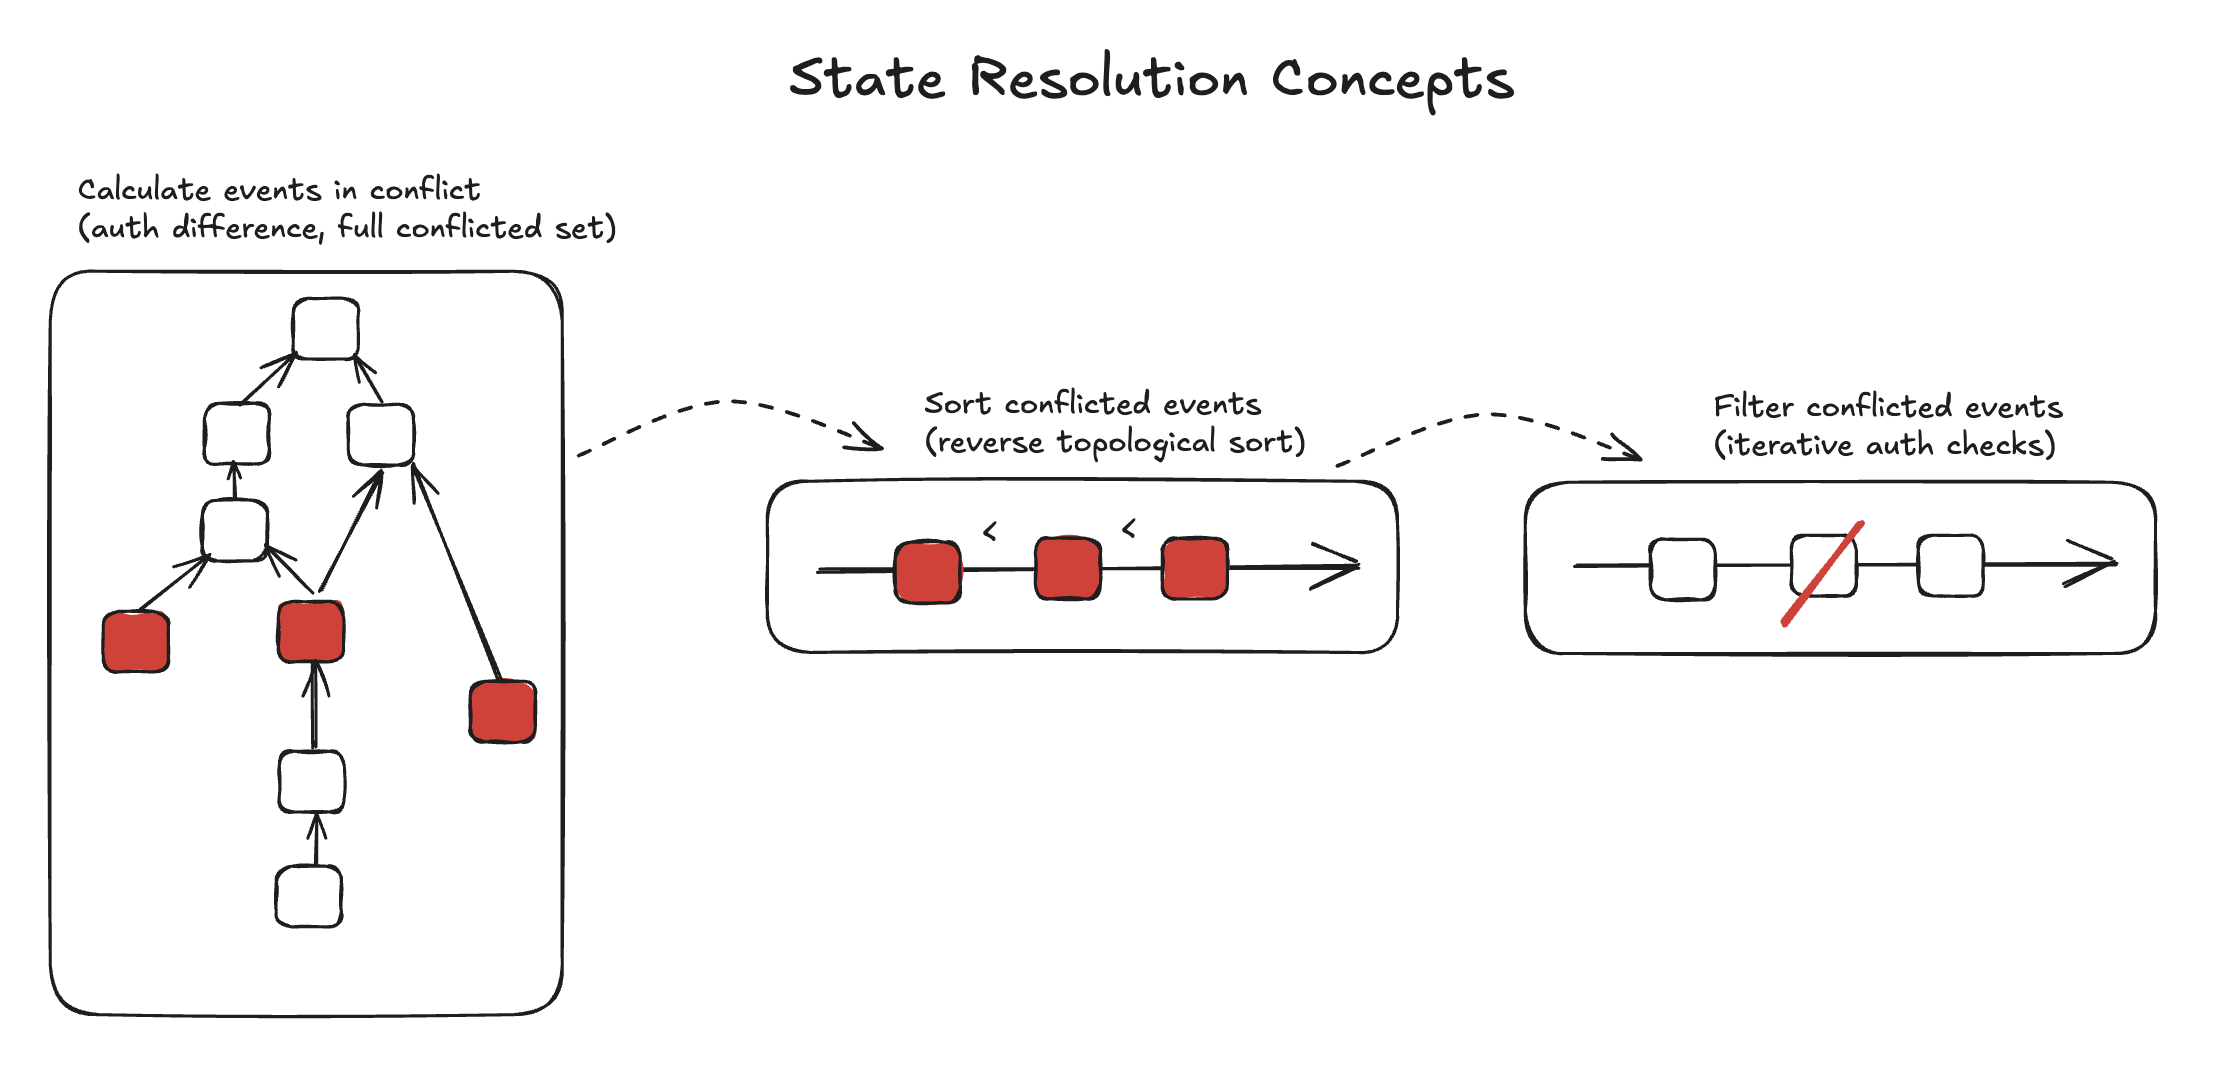 State Resolution Concepts
Calculate events in conflict
(auth difference, full conflicted set)
Sort conflicted events
(reverse topological sort)
< <
Filter conflicted events
(iterative auth checks)